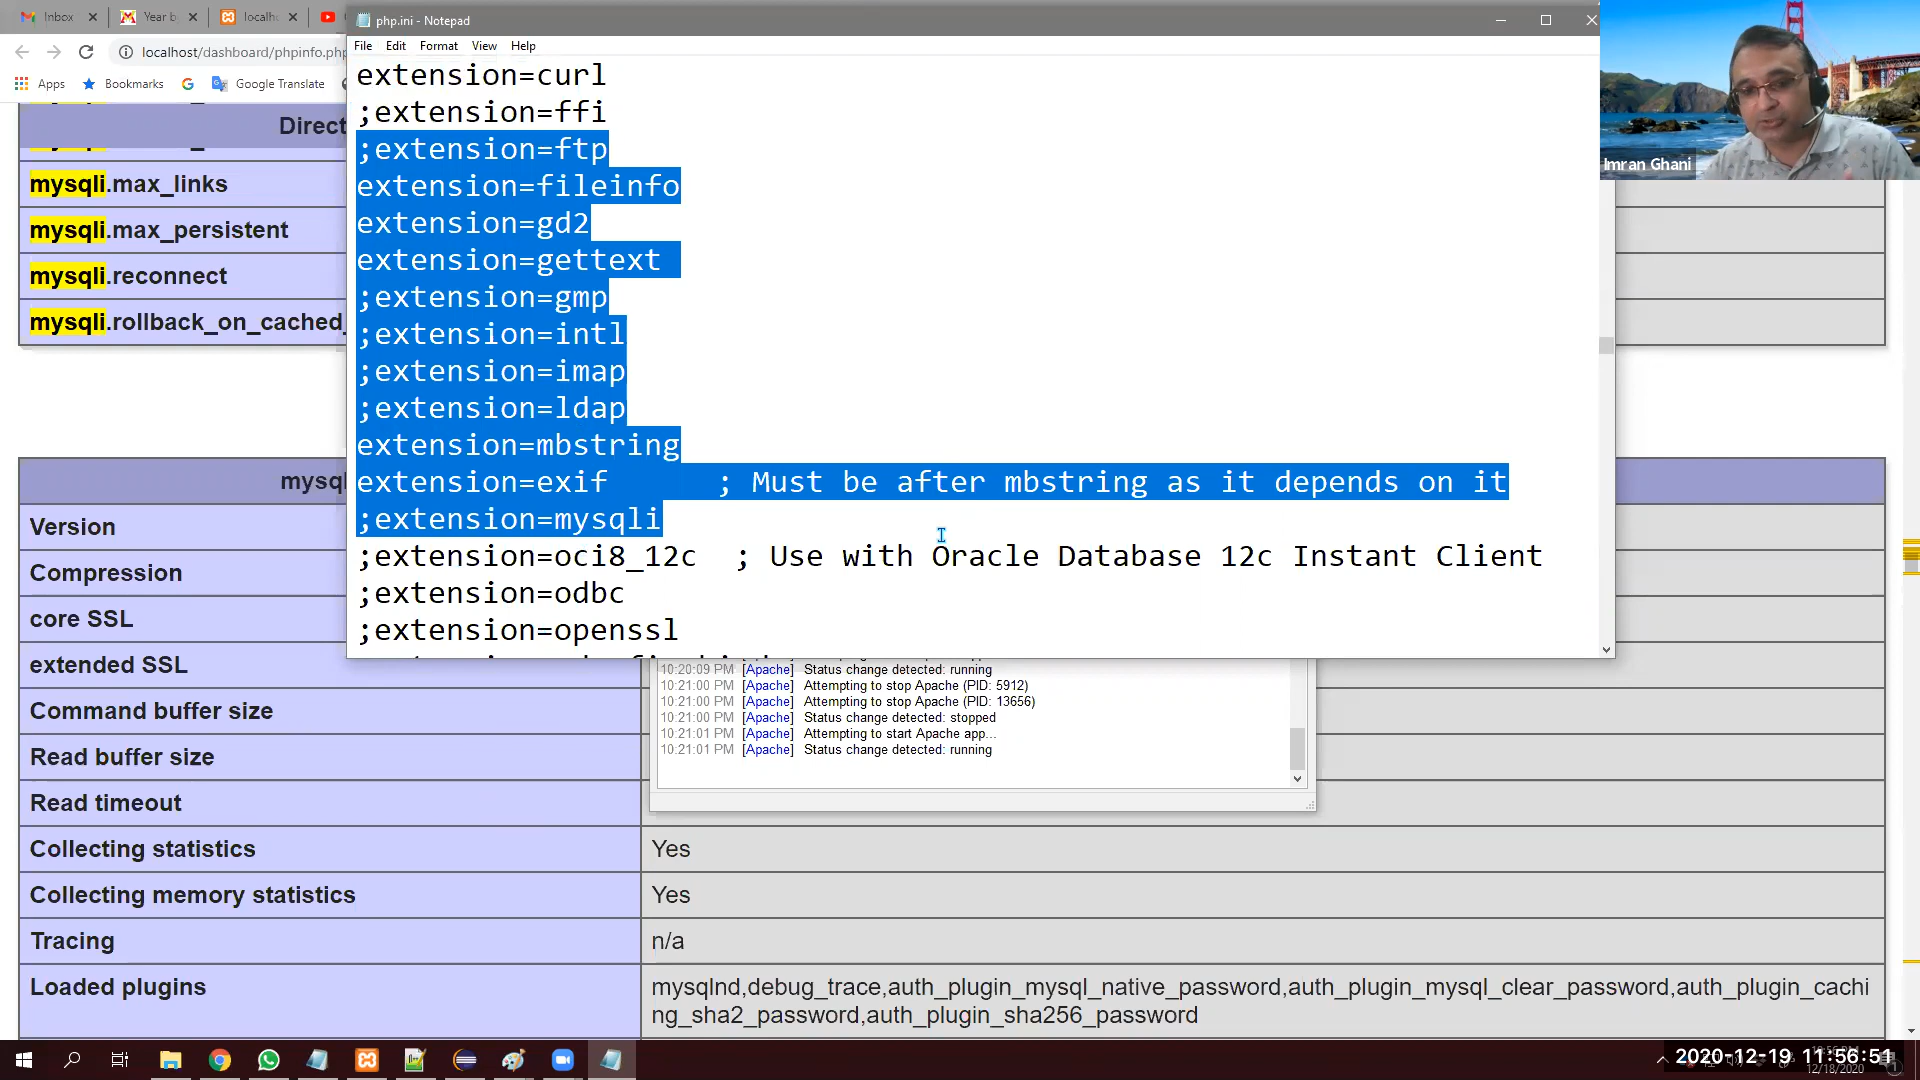 Inbox
Year b
localh
php.ini - Notepad
localhost/dashboard/phpinfo.php
File Edit Format View Help
Apps Bookmarks Google Translate
extension=curl
;extension=ffi
;extension=ftp
extension=fileinfo
extension=gd2
extension=gettext
;extension=gmp
;extension=intl
;extension=imap
;extension=ldap
extension=mbstring
extension=exif ; Must be after mbstring as it depends on it
;extension=mysqli
;extension=oci8_12c ; Use with Oracle Database 12c Instant Client
;extension=odbc
;extension=openssl
Imran Ghani
Direct
mysqli.max_links
mysqli.max_persistent
mysqli.reconnect
mysqli.rollback_on_cached_
mysql
Version
Compression
core SSL
extended SSL
Command buffer size
Read buffer size
Read timeout
Collecting statistics Yes
Collecting memory statistics Yes
Tracing n/a
Loaded plugins mysqlnd,debug_trace,auth_plugin_mysql_native_password,auth_plugin_mysql_clear_password,auth_plugin_cachi
ng_sha2_password,auth_plugin_sha256_password
10:20:09 PM [Apache] Status change detected: running
10:21:00 PM [Apache] Attempting to stop Apache (PID: 5912)
10:21:00 PM [Apache] Attempting to stop Apache (PID: 13656)
10:21:00 PM [Apache] Status change detected: stopped
10:21:01 PM [Apache] Attempting to start Apache app...
10:21:01 PM [Apache] Status change detected: running
2020-12-19 11:56:51
12/18/2020